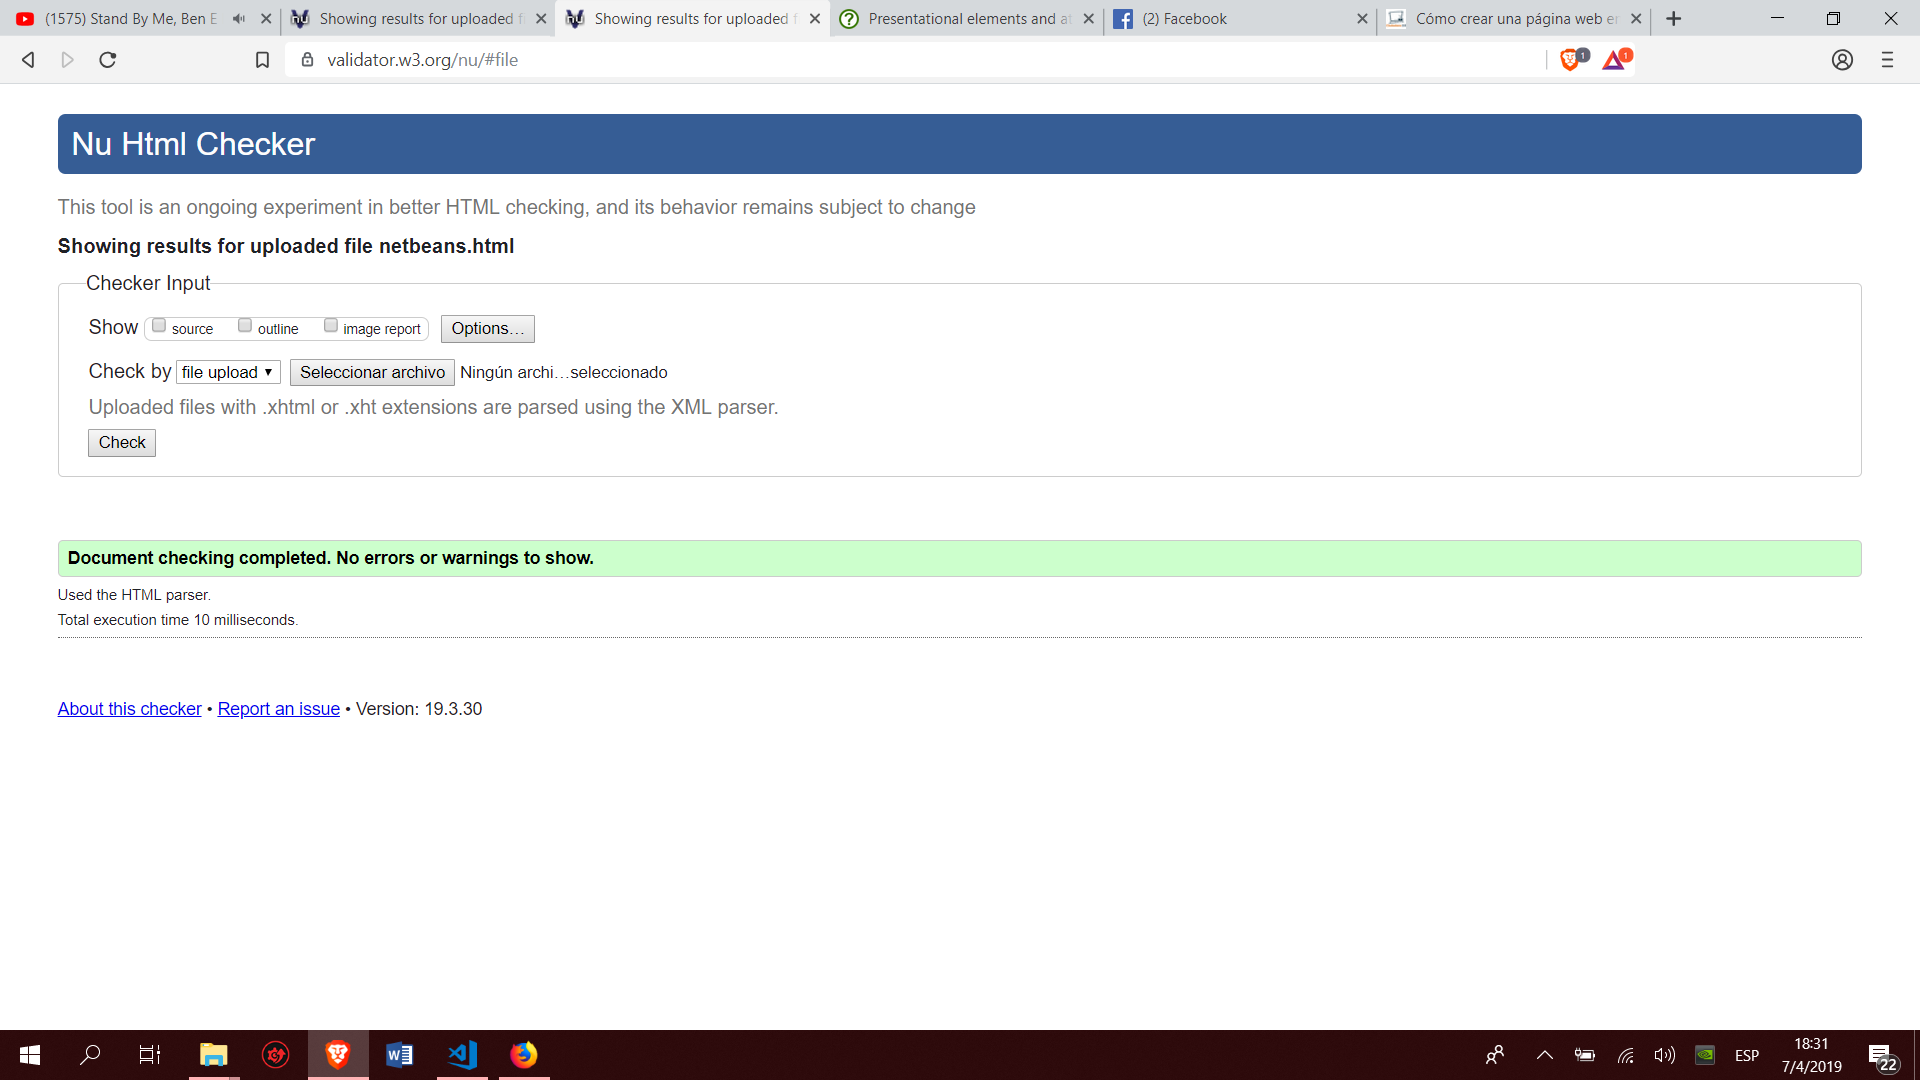 (1575) Stand By Me, Ben E
Showing results for uploaded f
Showing results for uploaded f
Presentational elements and at
(2) Facebook
Cómo crear una página web en
validator.w3.org/nu/#file
1
1
Nu Html Checker
This tool is an ongoing experiment in better HTML checking, and its behavior remains subject to change
Showing results for uploaded file netbeans.html
Checker Input
Show source outline image report Options...
Check by file upload Seleccionar archivo Ningún archi...seleccionado
Uploaded files with .xhtml or .xht extensions are parsed using the XML parser.
Check
Document checking completed. No errors or warnings to show.
Used the HTML parser.
Total execution time 10 milliseconds.
About this checker • Report an issue • Version: 19.3.30
ESP
18:31
7/4/2019
22